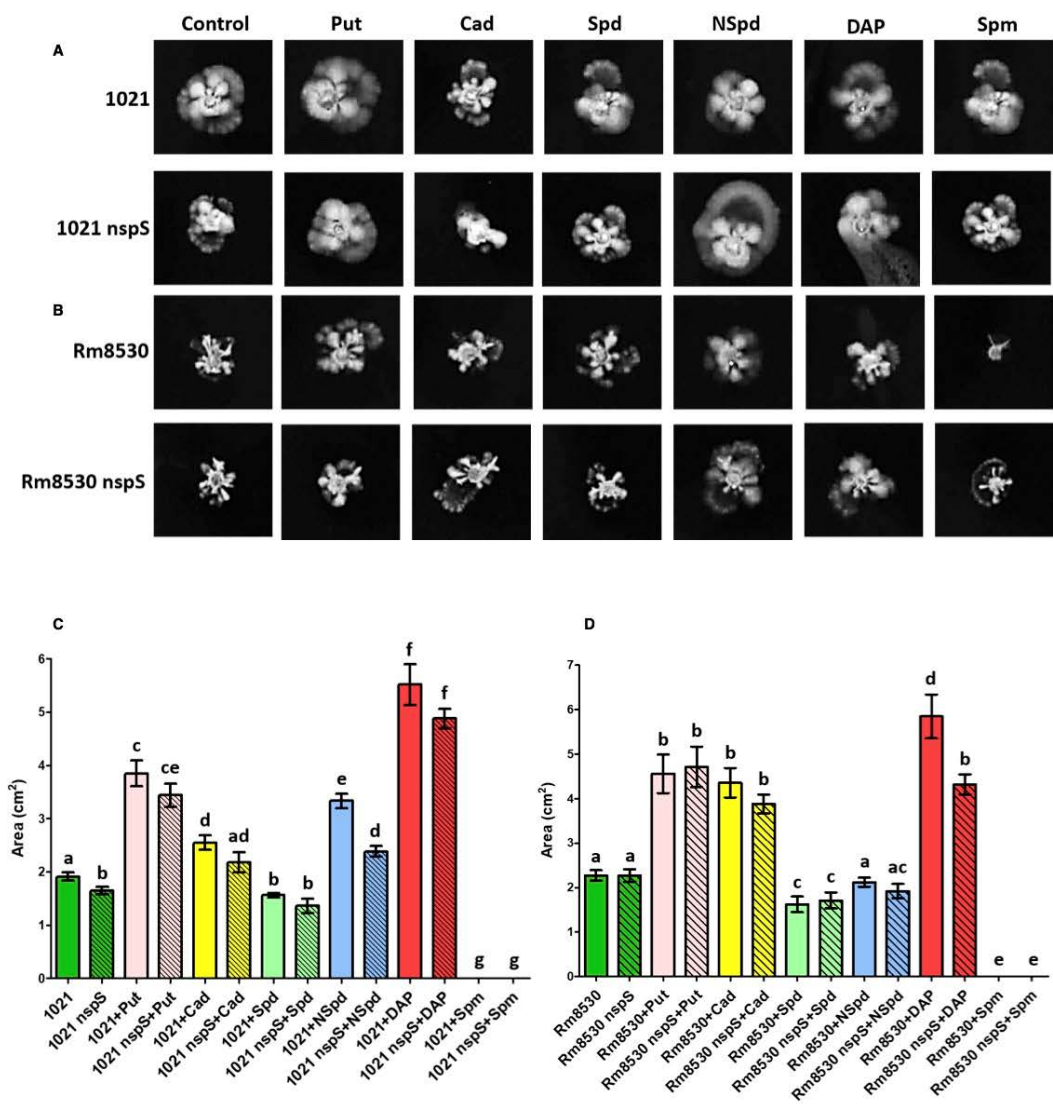 Control Put Cad Spd NSpd DAP Spm
A
1021
1021 nspS
B
Rm8530
Rm8530 nspS
C
Area (cm²)
6
5
4
3
2
1
0
a
b
c
ce
d
ad
b
b
e
d
f
f
g
g
1021
1021 nspS
1021+Put
1021 nspS+Put
1021+Cad
1021 nspS+Cad
1021+Spd
1021 nspS+Spd
1021+NSpd
1021 nspS+NSpd
1021+DAP
1021 nspS+DAP
1021+Spm
1021 nspS+Spm
D
Area (cm²)
7
6
5
4
3
2
1
0
a
a
b
b
b
b
c
c
a
ac
d
b
e
e
Rm8530
Rm8530 nspS
Rm8530+Put
Rm8530 nspS+Put
Rm8530+Cad
Rm8530 nspS+Cad
Rm8530+Spd
Rm8530 nspS+Spd
Rm8530+NSpd
Rm8530 nspS+NSpd
Rm8530+DAP
Rm8530 nspS+DAP
Rm8530+Spm
Rm8530 nspS+Spm